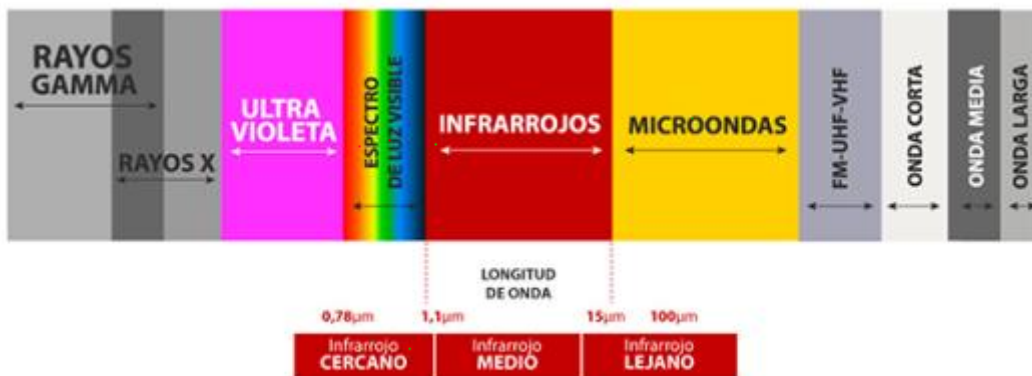 RAYOS
GAMMA
RAYOS X
ULTRA
VIOLETA
ESPECTRO
DE LUZ VISIBLE
INFRARROJOS
MICROONDAS
FM-UHF-VHF
ONDA CORTA
ONDA MEDIA
ONDA LARGA
LONGITUD
DE ONDA
0,78µm
1,1µm
15µm
100µm
Infrarrojo
CERCANO
Infrarrojo
MEDIO
Infrarrojo
LEJANO